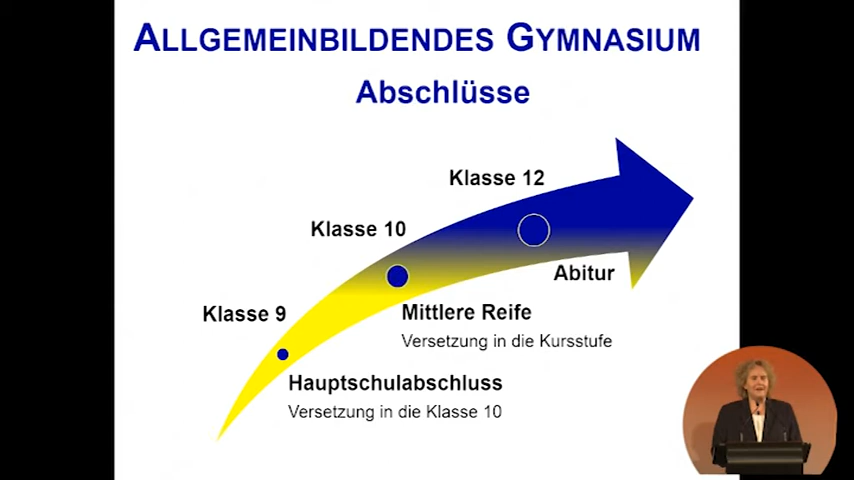 ALLGEMEINBILDENDES GYMNASIUM
Abschlüsse
Klasse 12
Klasse 10
Abitur
Klasse 9
Mittlere Reife
Versetzung in die Kursstufe
Hauptschulabschluss
Versetzung in die Klasse 10